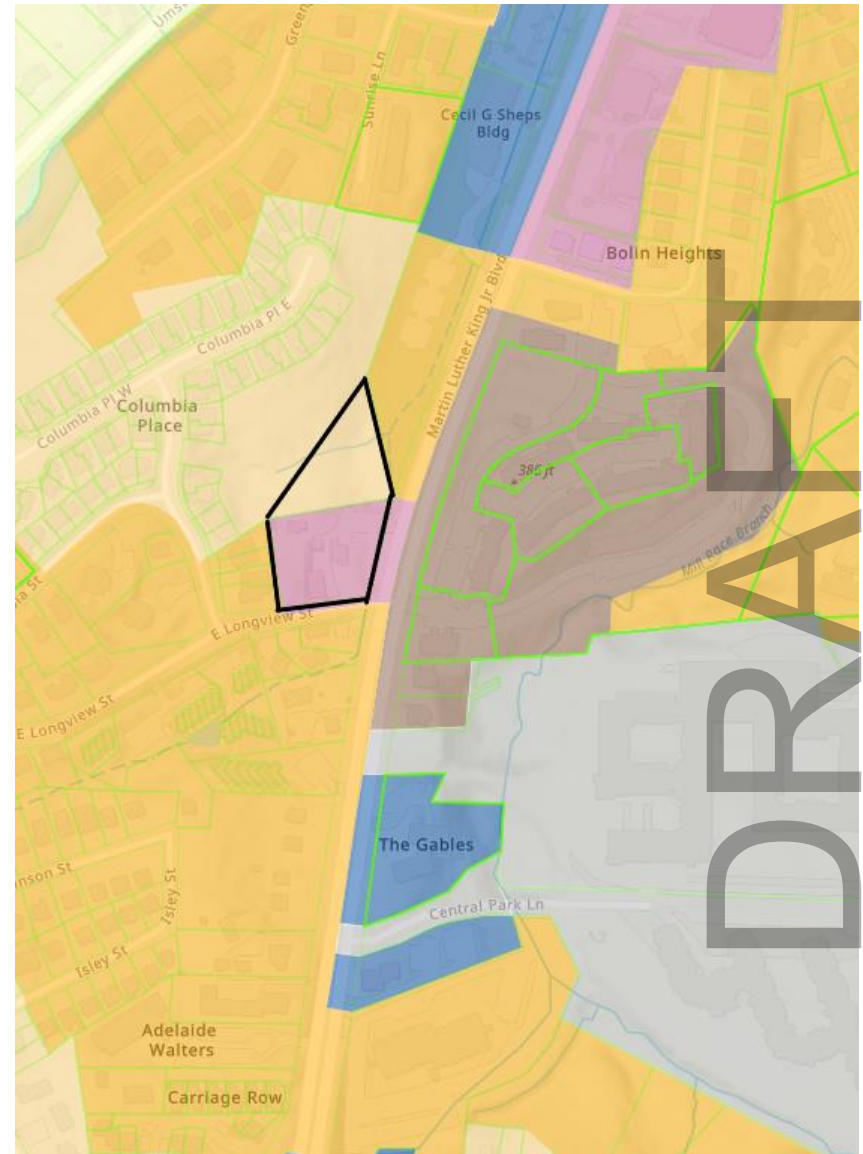 Umst
Green
Sunrise Ln
Cecil G Sheps
Bldg
Bolin Heights
Martin Luther King Jr Blvd
Columbia Pl E
Columbia Pl W
Columbia
Place
386 ft
Mill Race Branch
E Longview St
E Longview St
The Gables
Central Park Ln
nson St
Isley St
Isley St
Adelaide
Walters
Carriage Row
DRAFT